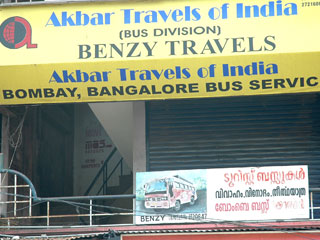 Akbar Travels of India
(BUS DIVISION)
BENZY TRAVELS
Akbar Travels of India
BOMBAY, BANGALORE BUS SERVIC
ടൂറിസ്റ്റ് ബസ്സുകൾ
വിവാഹം, വിനോദം, തീർത്ഥയാത്ര
ബോംബെ ബസ്സ്
BENZY